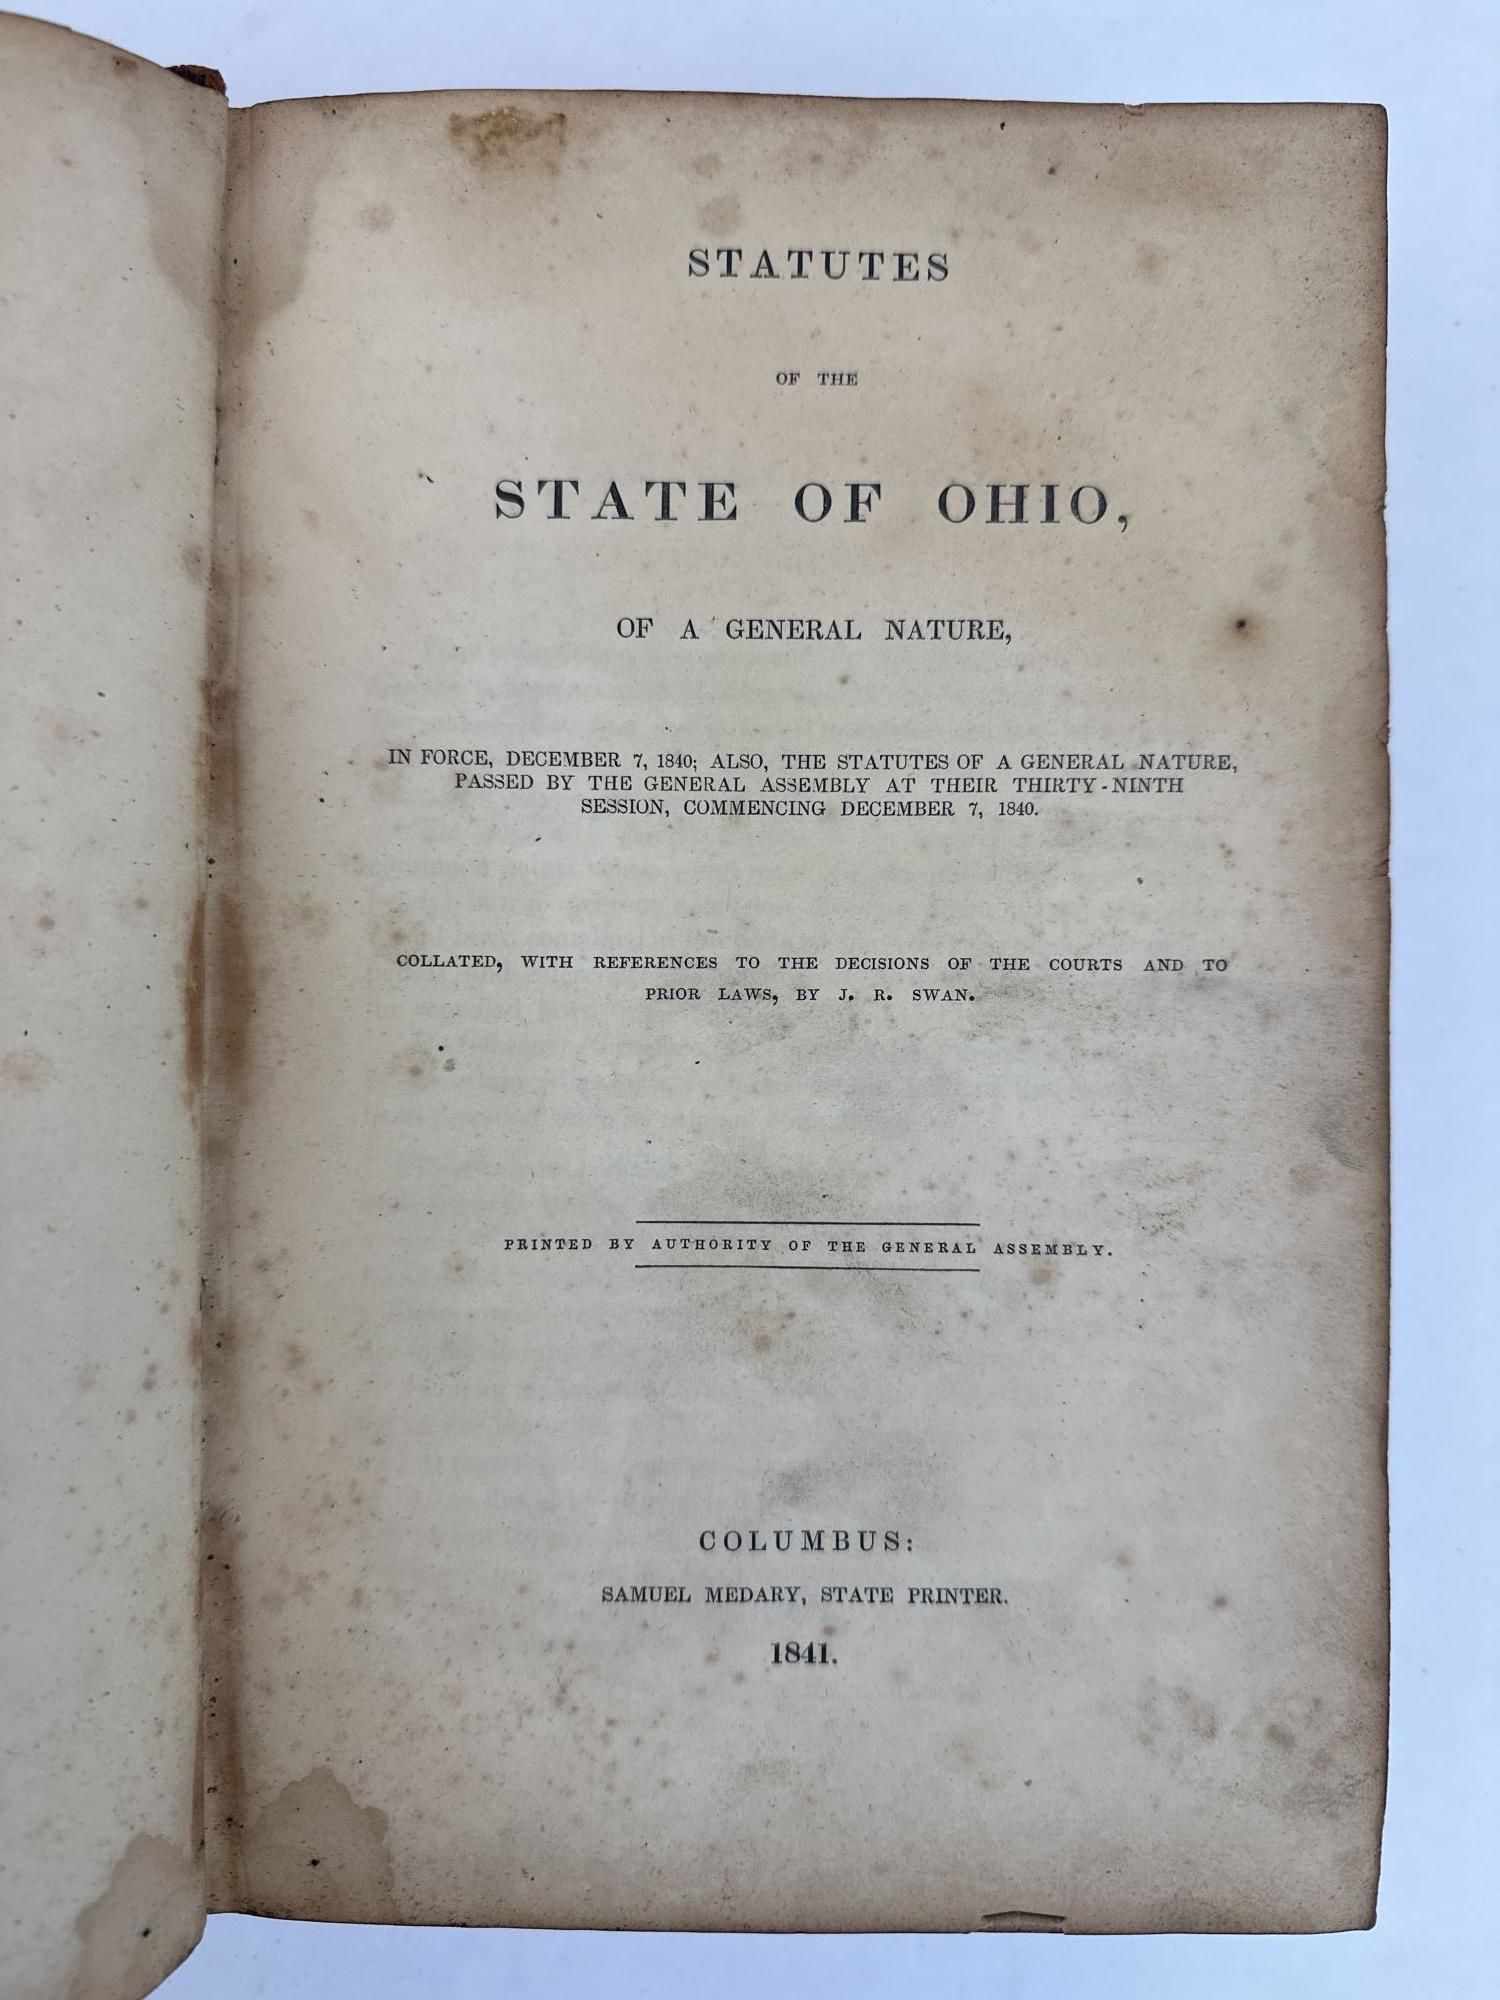 STATUTES
OF THE
STATE OF OHIO,
OF A GENERAL NATURE,
IN FORCE, DECEMBER 7, 1840; ALSO, THE STATUTES OF A GENERAL NATURE,
PASSED BY THE GENERAL ASSEMBLY AT THEIR THIRTY-NINTH
SESSION, COMMENCING DECEMBER 7, 1840.
COLLATED, WITH REFERENCES TO THE DECISIONS OF THE COURTS AND TO
PRIOR LAWS, BY J. R. SWAN.
PRINTED BY AUTHORITY OF THE GENERAL ASSEMBLY.
COLUMBUS:
SAMUEL MEDARY, STATE PRINTER.
1841.